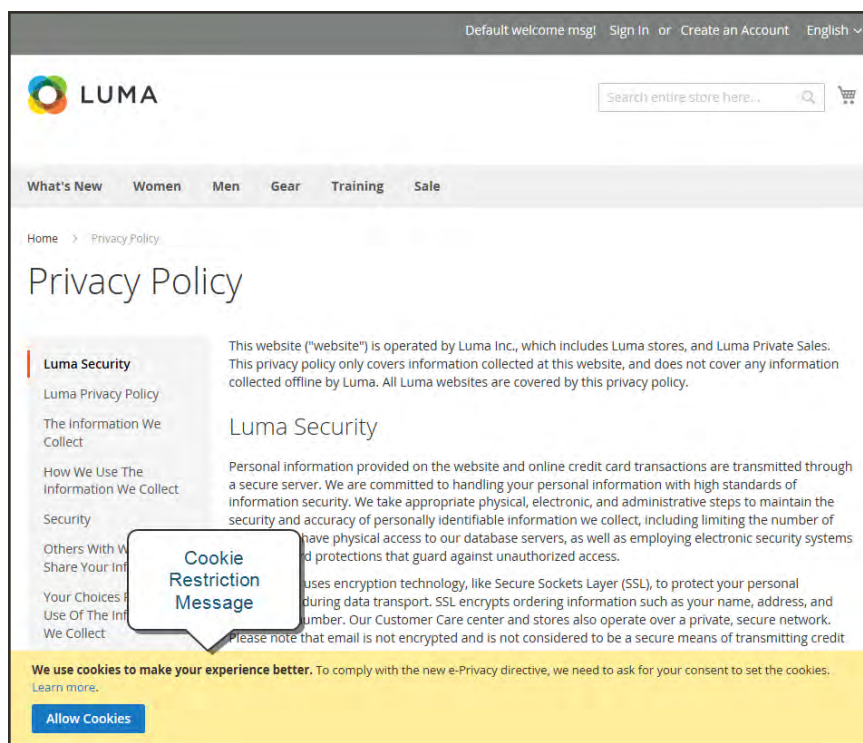 Default welcome msg! Sign In or Create an Account English
LUMA
Search entire store here...
What's New Women Men Gear Training Sale
Home > Privacy Policy
Privacy Policy
Luma Security
Luma Privacy Policy
The Information We
Collect
How We Use The
Information We Collect
Security
Others With W
Share Your Inf
Your Choices
Use Of The Inf
We Collect
This website ("website") is operated by Luma Inc., which includes Luma stores, and Luma Private Sales.
This privacy policy only covers information collected at this website, and does not cover any information
collected offline by Luma. All Luma websites are covered by this privacy policy.
Luma Security
Personal information provided on the website and online credit card transactions are transmitted through
a secure server. We are committed to handling your personal information with high standards of
information security. We take appropriate physical, electronic, and administrative steps to maintain the
security and accuracy of personally identifiable information we collect, including limiting the number of
have physical access to our database servers, as well as employing electronic security systems
d protections that guard against unauthorized access.
uses encryption technology, like Secure Sockets Layer (SSL), to protect your personal
during data transport. SSL encrypts ordering information such as your name, address, and
umber. Our Customer Care center and stores also operate over a private, secure network.
Please note that email is not encrypted and is not considered to be a secure means of transmitting credit
Cookie
Restriction
Message
We use cookies to make your experience better. To comply with the new e-Privacy directive, we need to ask for your consent to set the cookies.
Learn more.
Allow Cookies